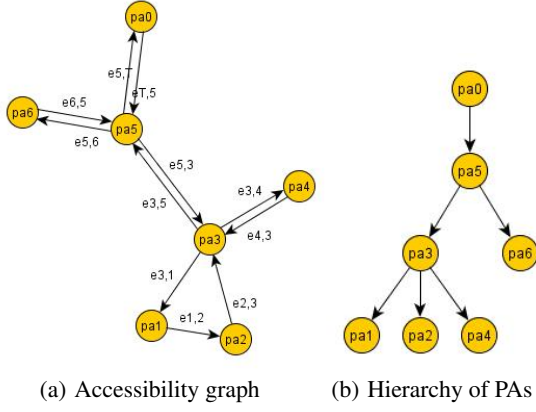 pa0
e5,T
eT,5
pa6
e6,5
e5,6
pa5
e5,3
e3,5
e3,4
pa4
e4,3
pa3
e3,1
e2,3
pa1
e1,2
pa2
(a) Accessibility graph
pa0
pa5
pa3
pa6
pa1
pa2
pa4
(b) Hierarchy of PAs